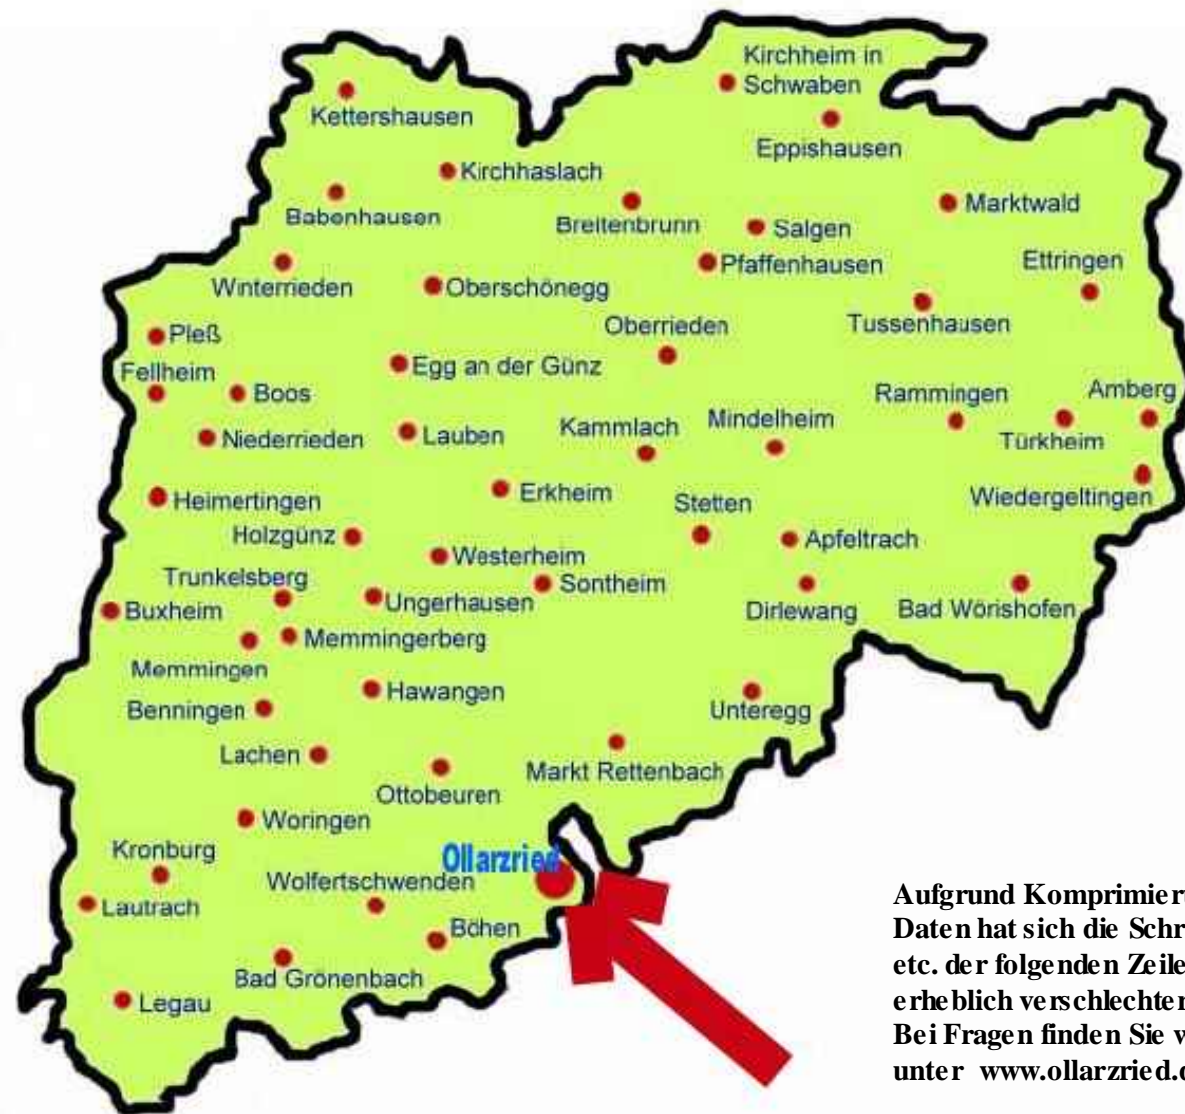 Kirchheim in
Schwaben
Kettershausen
Eppishausen
Kirchhaslach
Babenhausen
Breitenbrunn
Marktwald
Salgen
Pfaffenhausen
Ettringen
Winterrieden
Oberschönegg
Oberrieden
Tussenhausen
Pleß
Fellheim
Egg an der Günz
Boos
Rammingen
Amberg
Niederrieden
Lauben
Kammlach
Mindelheim
Türkheim
Heimertingen
Erkheim
Stetten
Wiedergeltingen
Holzgünz
Westerheim
Apfeltrach
Trunkelsberg
Sontheim
Buxheim
Ungerhausen
Dirlewang
Bad Wörishofen
Memmingerberg
Memmingen
Hawangen
Benningen
Unteregg
Lachen
Markt Rettenbach
Ottobeuren
Woringen
Kronburg
Ollarzried
Wolfertschwenden
Lautrach
Böhen
Bad Grönenbach
Legau
Aufgrund Komprimieru
Daten hat sich die Schr
etc. der folgenden Zeile
erheblich verschlechter
Bei Fragen finden Sie w
unter www.ollarzried.d